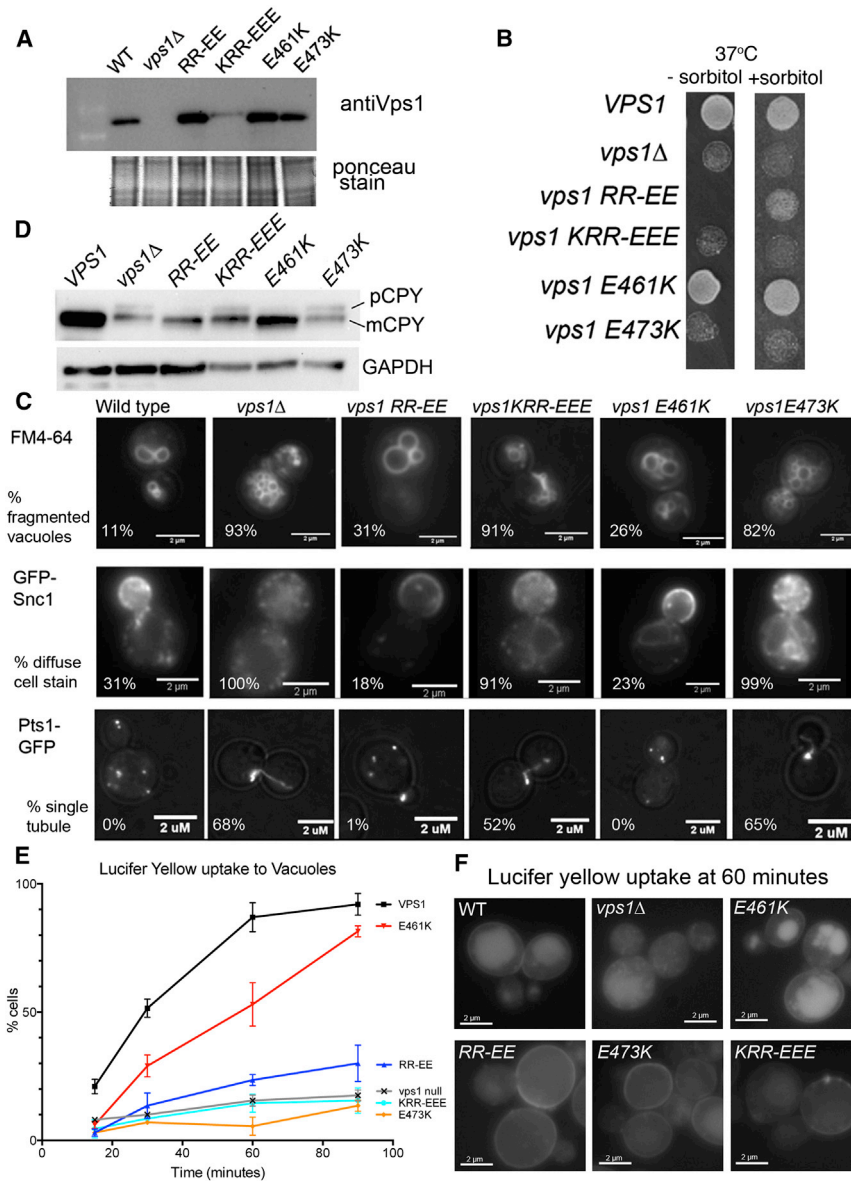 A
WT
vps1Δ
RR-EE
KRR-EEE
E461K
E473K
antiVps1
ponceau
stain
B
37°C
- sorbitol +sorbitol
VPS1
vps1Δ
vps1 RR-EE
vps1 KRR-EEE
vps1 E461K
vps1 E473K
D
VPS1
vps1Δ
RR-EE
KRR-EEE
E461K
E473K
pCPY
mCPY
GAPDH
C
Wild type vps1Δ vps1 RR-EE vps1KRR-EEE vps1 E461K vps1E473K
FM4-64
%
fragmented
vacuoles
11% 93% 31% 91% 26% 82%
2 µm 2 µm 2 µm 2 µm 2 µm 2 µm
GFP-
Snc1
% diffuse
cell stain
31% 100% 18% 91% 23% 99%
2 µm 2 µm 2 µm 2 µm 2 µm 2 µm
Pts1-
GFP
% single
tubule
0% 68% 1% 52% 0% 65%
2 uM 2 uM 2 uM 2 uM 2 uM 2 uM
E
Lucifer Yellow uptake to Vacuoles
100
50
0
% cells
0 20 40 60 80 100
Time (minutes)
VPS1
E461K
RR-EE
vps1 null
KRR-EEE
E473K
F
Lucifer yellow uptake at 60 minutes
WT vps1Δ E461K
2 µm 2 µm 2 µm
RR-EE E473K KRR-EEE
2 µm 2 µm 2 µm